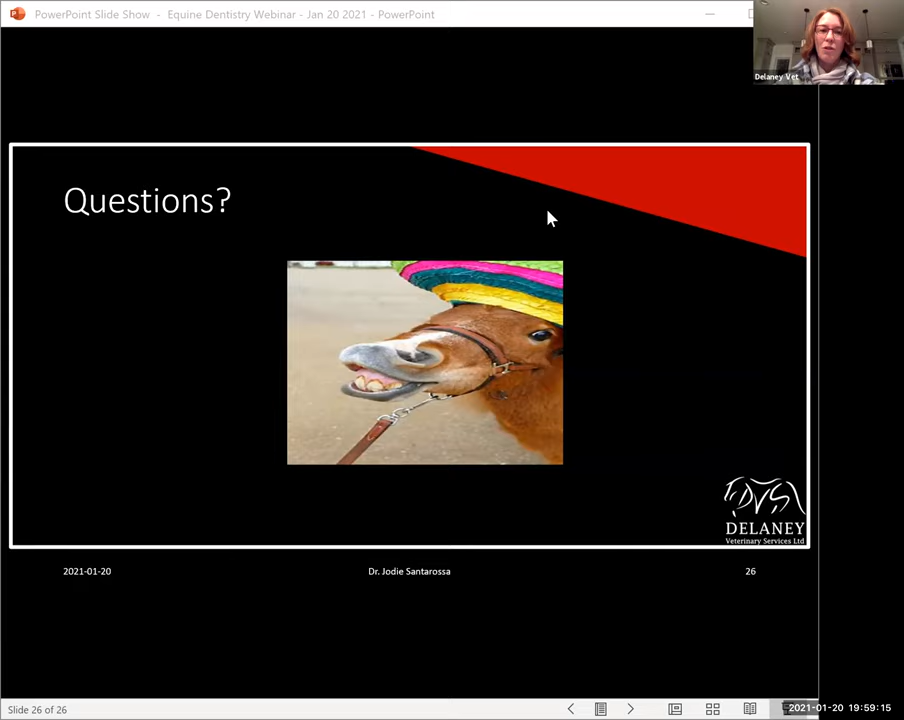 PowerPoint Slide Show - Equine Dentistry Webinar - Jan 20 2021 - PowerPoint
Delaney Vet
Questions?
DVS
DELANEY
Veterinary Services Ltd
2021-01-20
Dr. Jodie Santarossa
26
Slide 26 of 26
2021-01-20 19:59:15